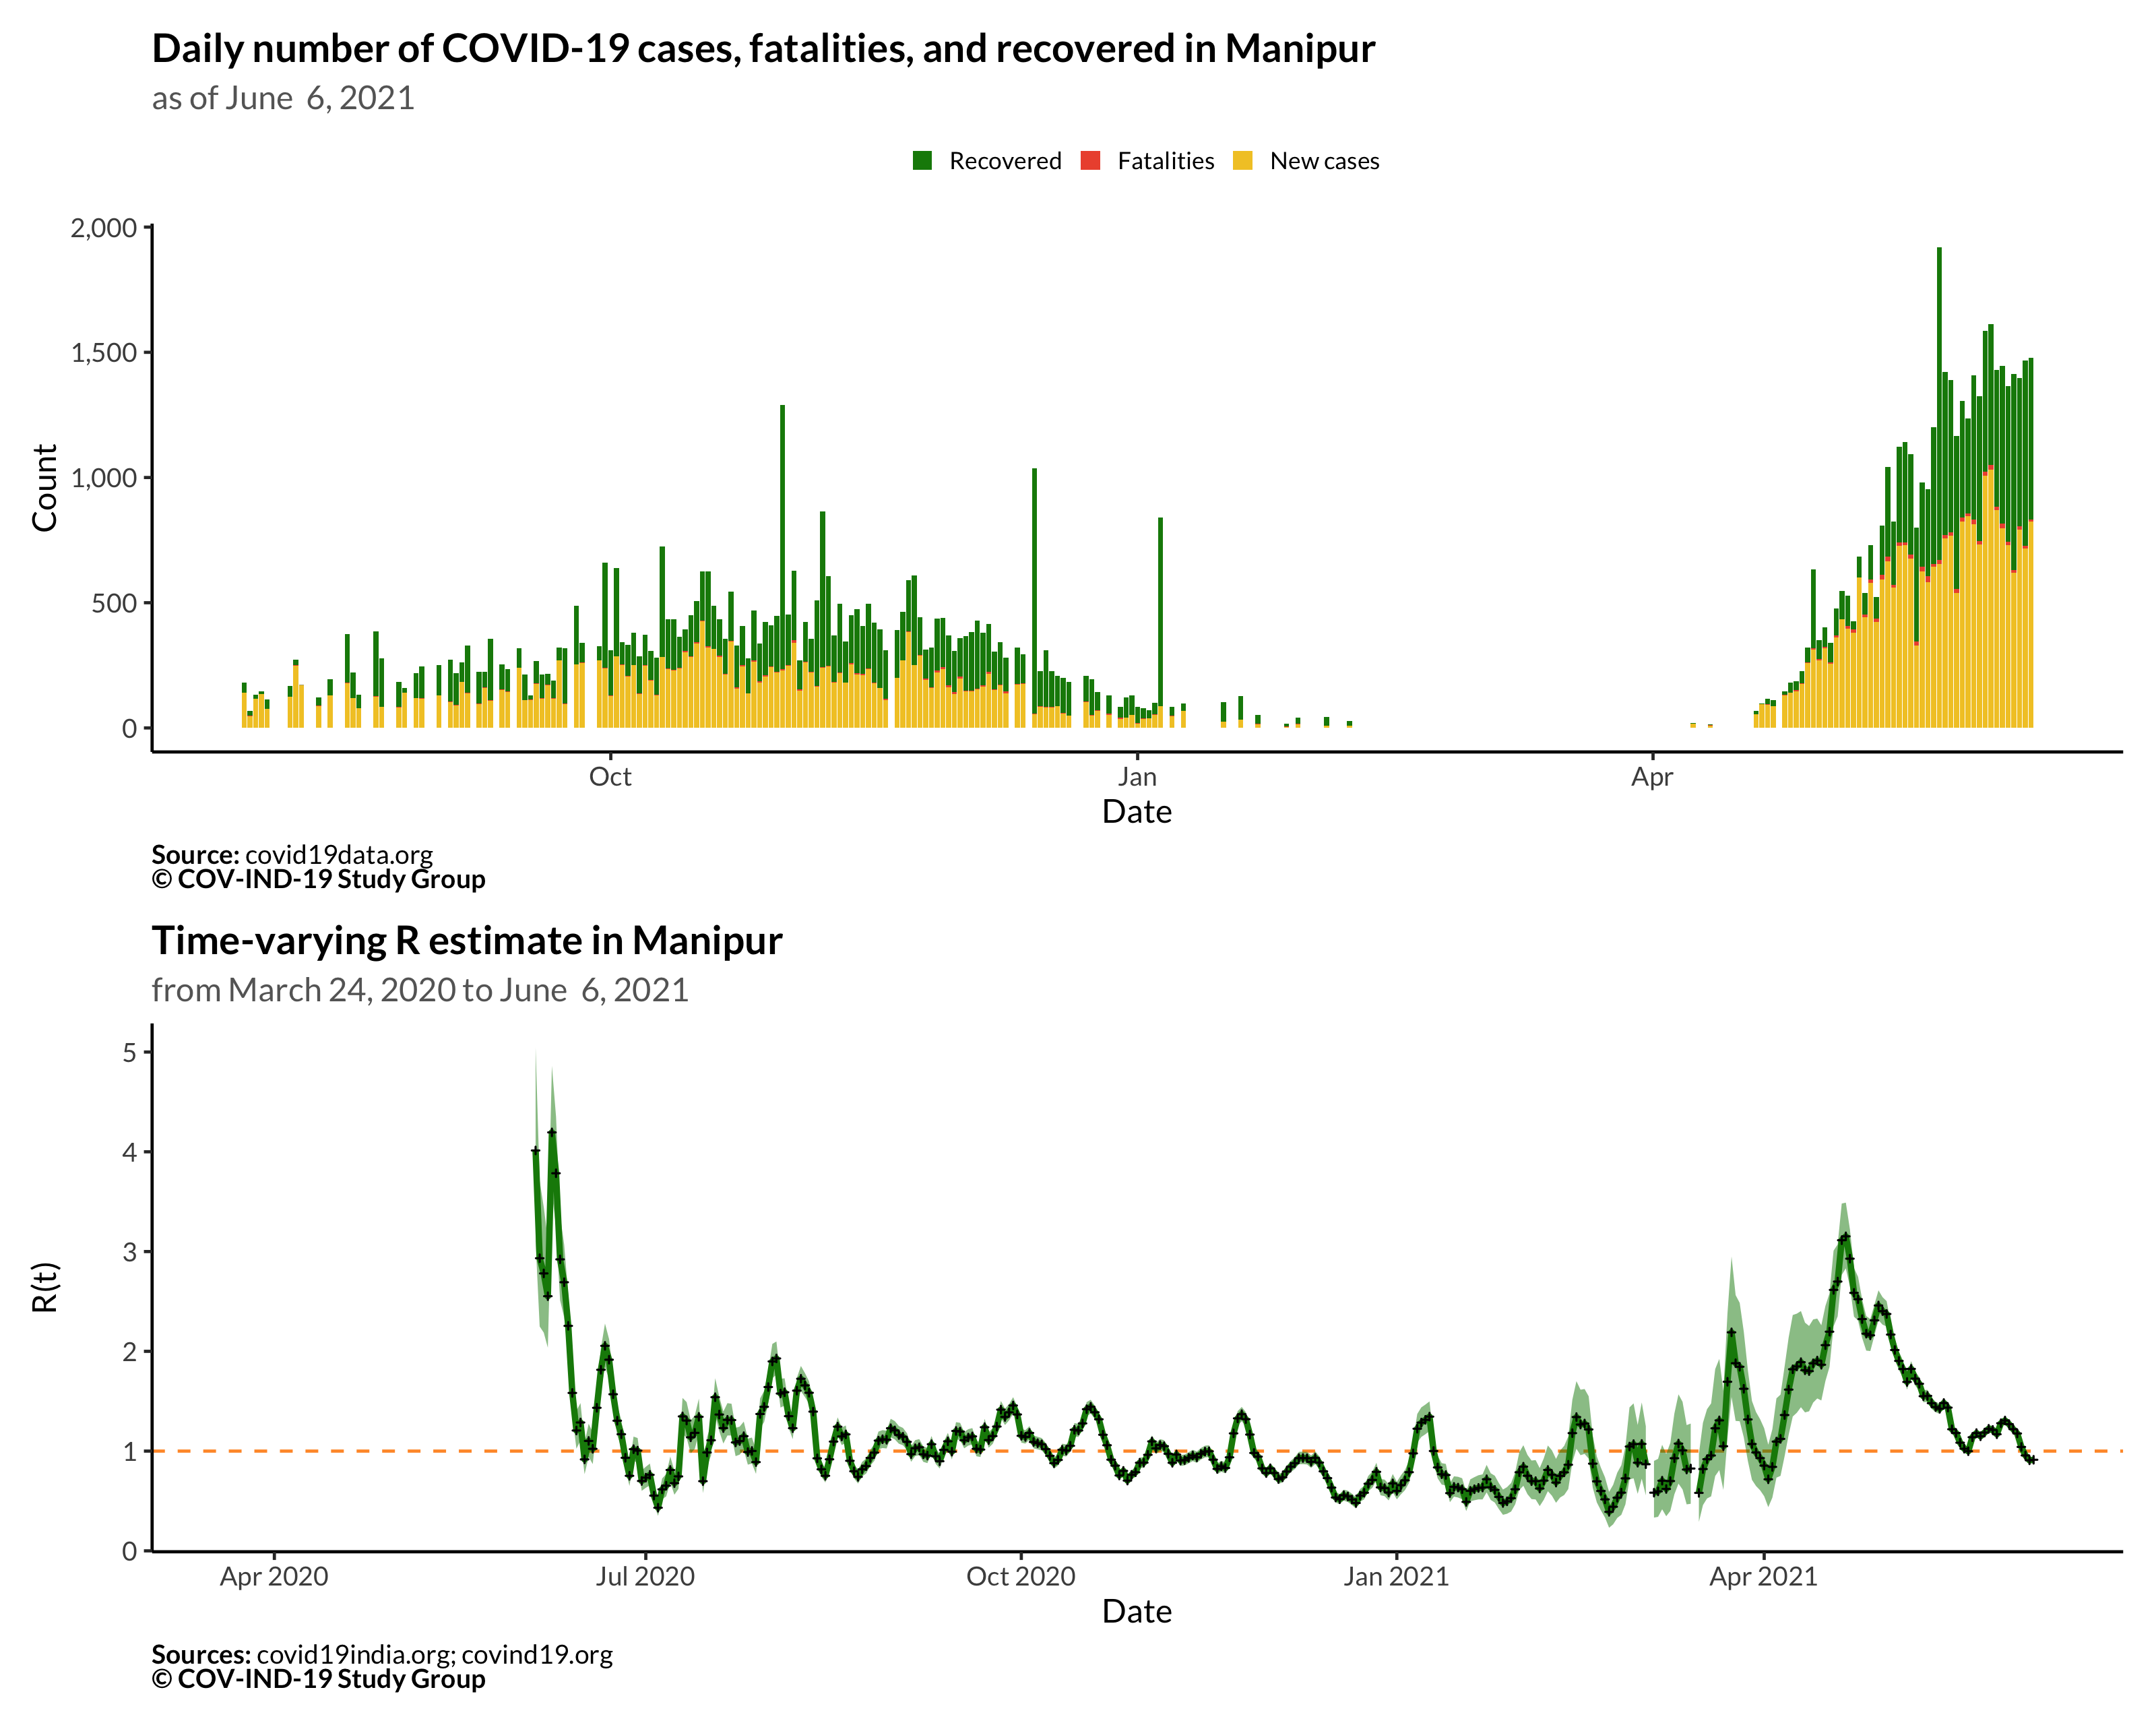 Daily number of COVID-19 cases, fatalities, and recovered in Manipur
as of June  6, 2021
Recovered Fatalities New cases
2,000
1,500
1,000
500
0
Count
Oct Jan Apr
Date
Source: covid19data.org
© COV-IND-19 Study Group
Time-varying R estimate in Manipur
from March 24, 2020 to June  6, 2021
5
4
3
2
1
0
R(t)
Apr 2020 Jul 2020 Oct 2020 Jan 2021 Apr 2021
Date
Sources: covid19india.org; covind19.org
© COV-IND-19 Study Group